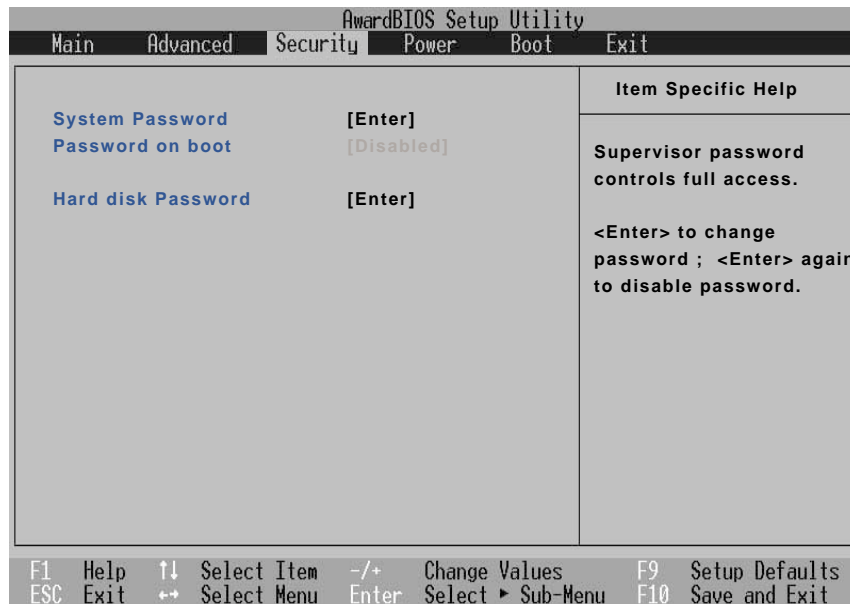 AwardBIOS Setup Utility
Main Advanced Security Power Boot Exit
System Password [Enter]
Password on boot [Disabled]
Hard disk Password [Enter]
Item Specific Help
Supervisor password
controls full access.
<Enter> to change
password ; <Enter> again
to disable password.
F1 Help ↑↓ Select Item -/+ Change Values F9 Setup Defaults
ESC Exit ←→ Select Menu Enter Select ▸ Sub-Menu F10 Save and Exit